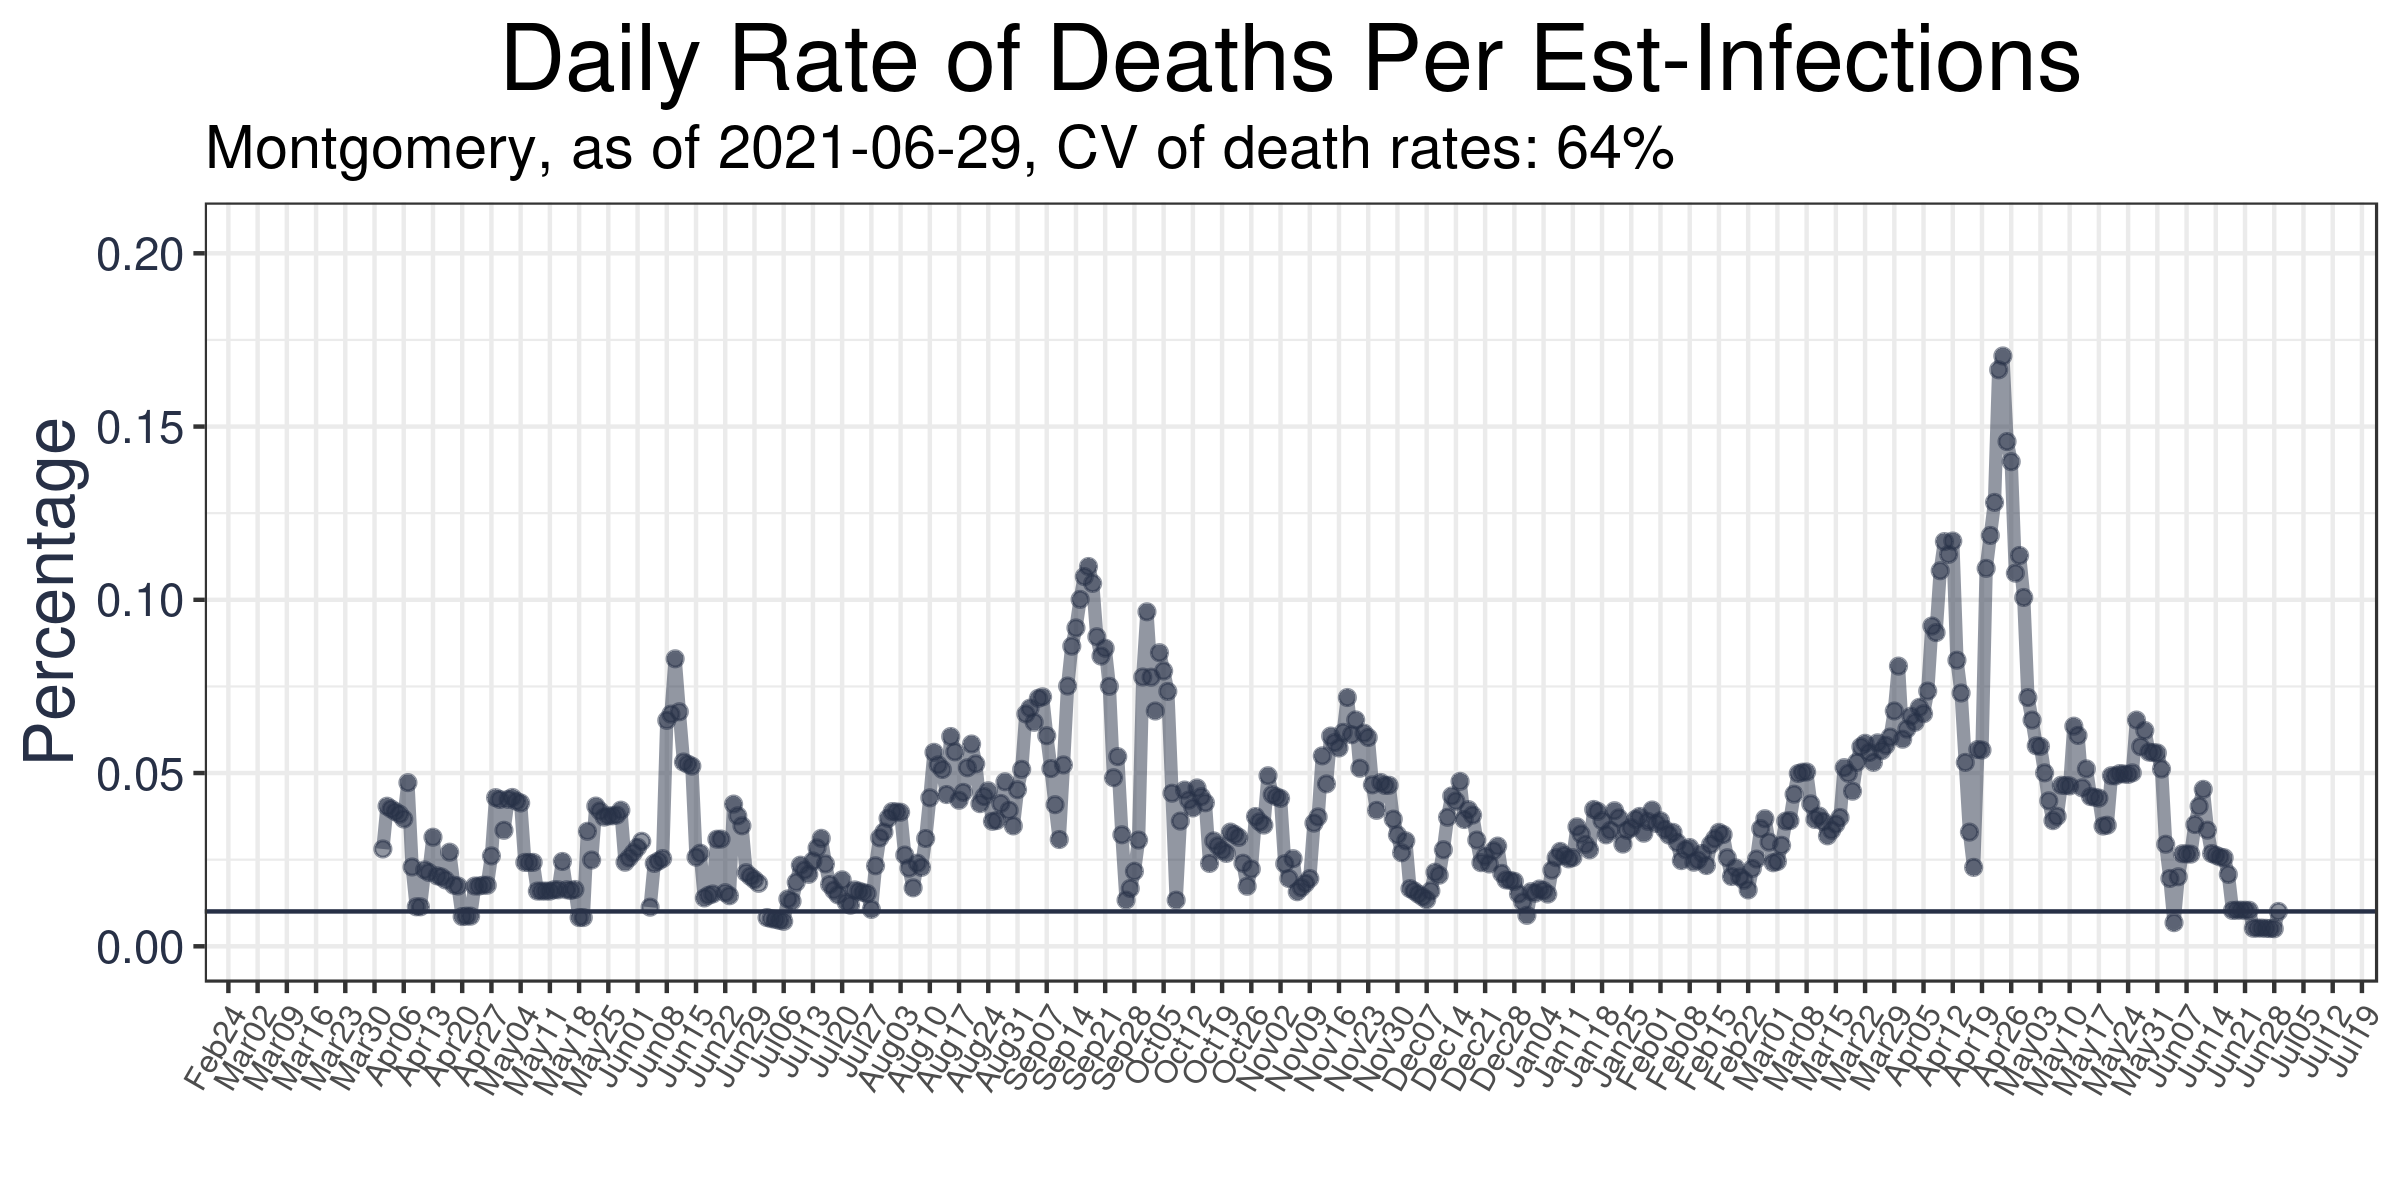 Daily Rate of Deaths Per Est-Infections
Montgomery, as of 2021-06-29, CV of death rates: 64%
Percentage
0.20
0.15
0.10
0.05
0.00
Feb24
Mar02
Mar09
Mar16
Mar23
Mar30
Apr06
Apr13
Apr20
Apr27
May04
May11
May18
May25
Jun01
Jun08
Jun15
Jun22
Jun29
Jul06
Jul13
Jul20
Jul27
Aug03
Aug10
Aug17
Aug24
Aug31
Sep07
Sep14
Sep21
Sep28
Oct05
Oct12
Oct19
Oct26
Nov02
Nov09
Nov16
Nov23
Nov30
Dec07
Dec14
Dec21
Dec28
Jan04
Jan11
Jan18
Jan25
Feb01
Feb08
Feb15
Feb22
Mar01
Mar08
Mar15
Mar22
Mar29
Apr05
Apr12
Apr19
Apr26
May03
May10
May17
May24
May31
Jun07
Jun14
Jun21
Jun28
Jul05
Jul12
Jul19